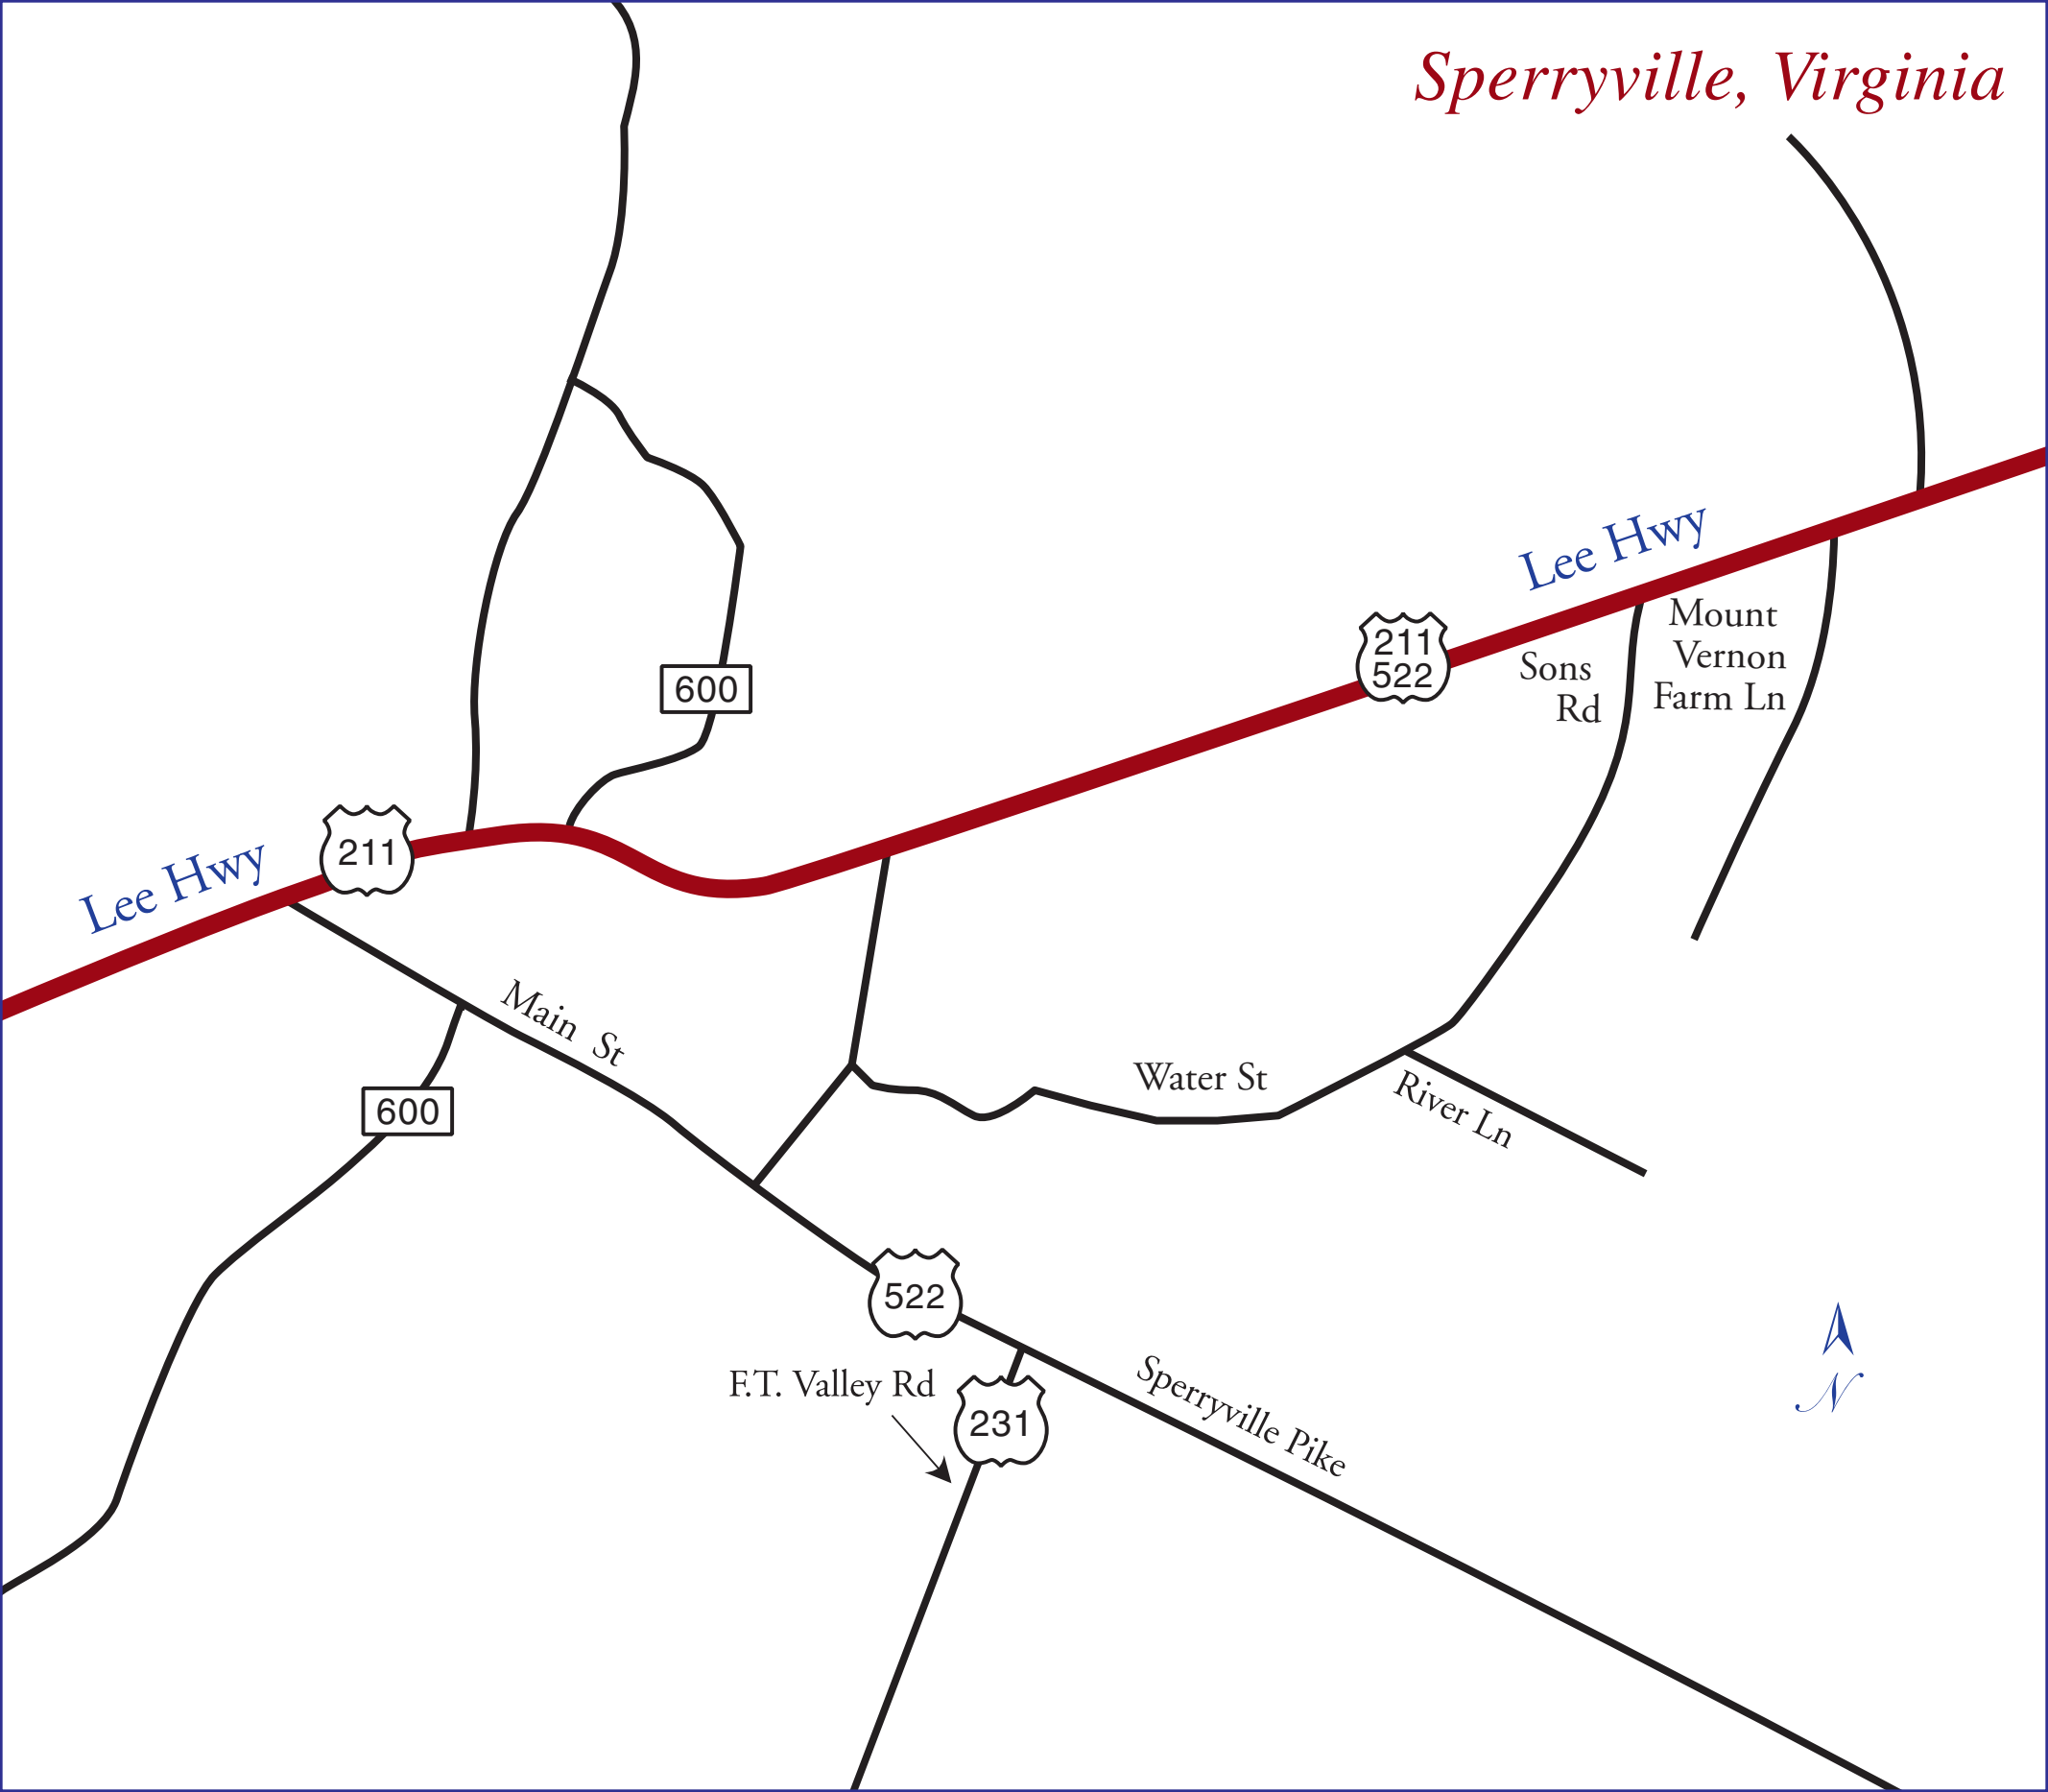 Sperryville, Virginia
Lee Hwy
211
522
Mount
Vernon
Farm Ln
Sons
Rd
600
211
Lee Hwy
Main St
Water St
River Ln
600
522
F.T. Valley Rd
231
Sperryville Pike
N